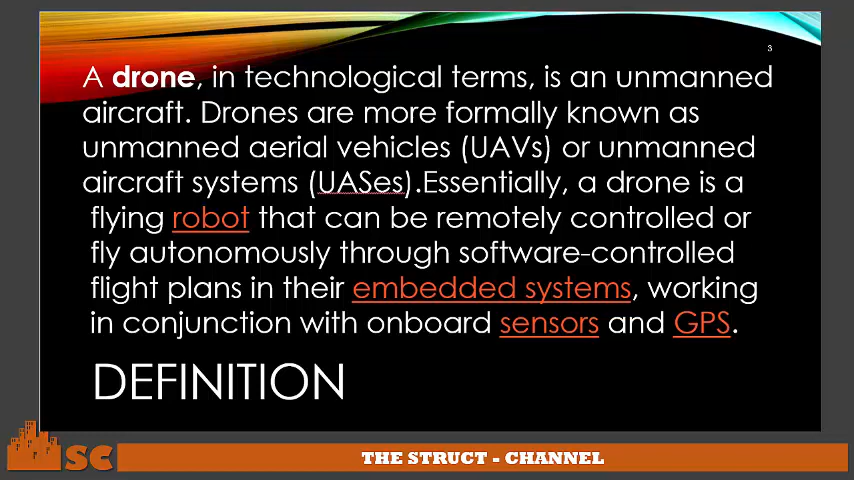 3
A drone, in technological terms, is an unmanned
aircraft. Drones are more formally known as
unmanned aerial vehicles (UAVs) or unmanned
aircraft systems (UASes).Essentially, a drone is a
flying robot that can be remotely controlled or
fly autonomously through software-controlled
flight plans in their embedded systems, working
in conjunction with onboard sensors and GPS.
DEFINITION
SC
THE STRUCT - CHANNEL